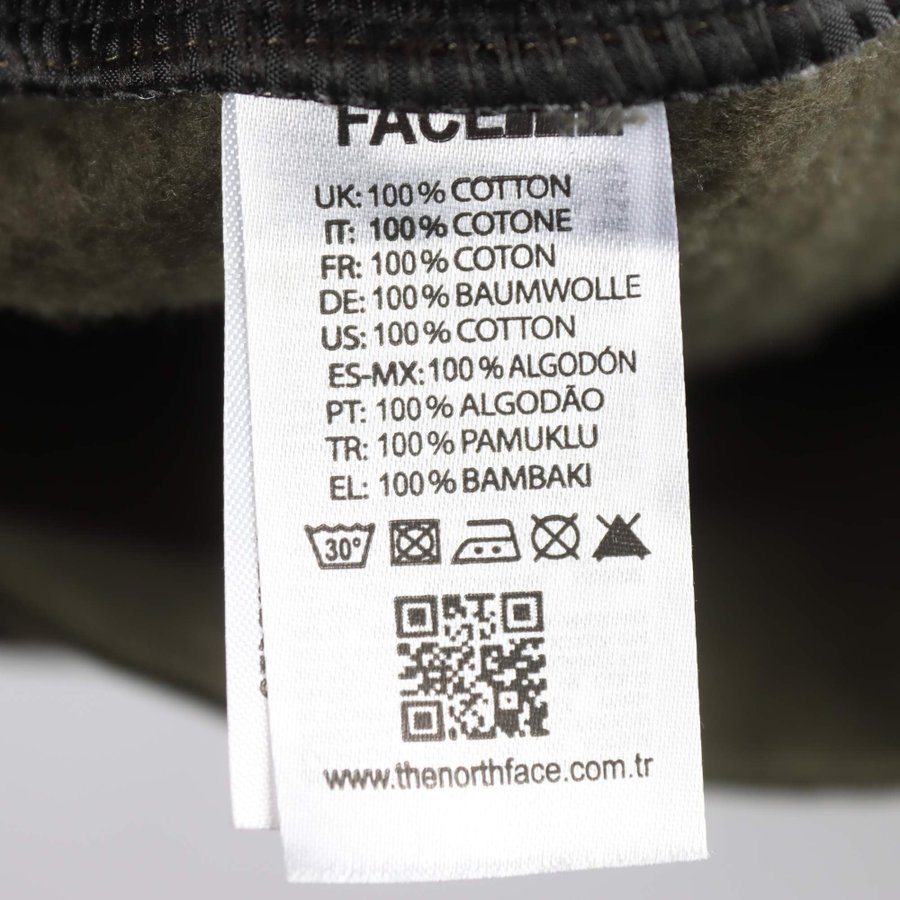 FACE
UK: 100% COTTON
IT: 100% COTONE
FR: 100% COTON
DE: 100% BAUMWOLLE
US: 100% COTTON
ES-MX: 100% ALGODÓN
PT: 100% ALGODÃO
TR: 100% PAMUKLU
EL: 100% BAMBAKI
30°
www.thenorthface.com.tr